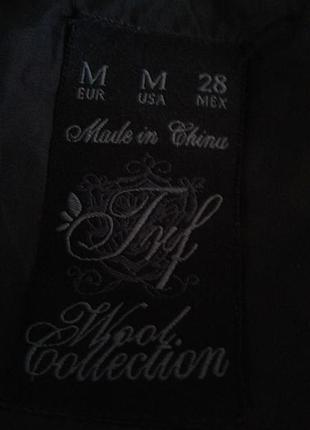 M M 28
EUR USA MEX
Made in China
Trf
Wool
Collection